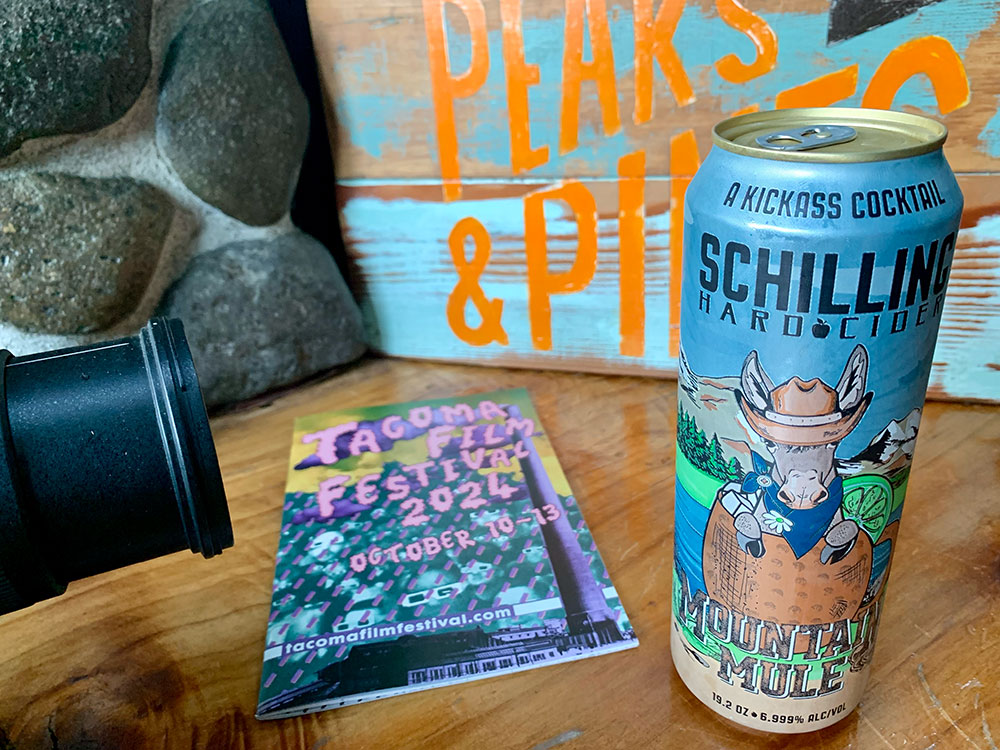 PEAKS
& PI
A KICKASS COCKTAIL
SCHILLING
HARD CIDER
TACOMA
FILM
FESTIVAL
2024
OCTOBER 10-13
tacomafilmfestival.com
MOUNTAIN
MULE
19.2 OZ • 6.999% ALC/VOL